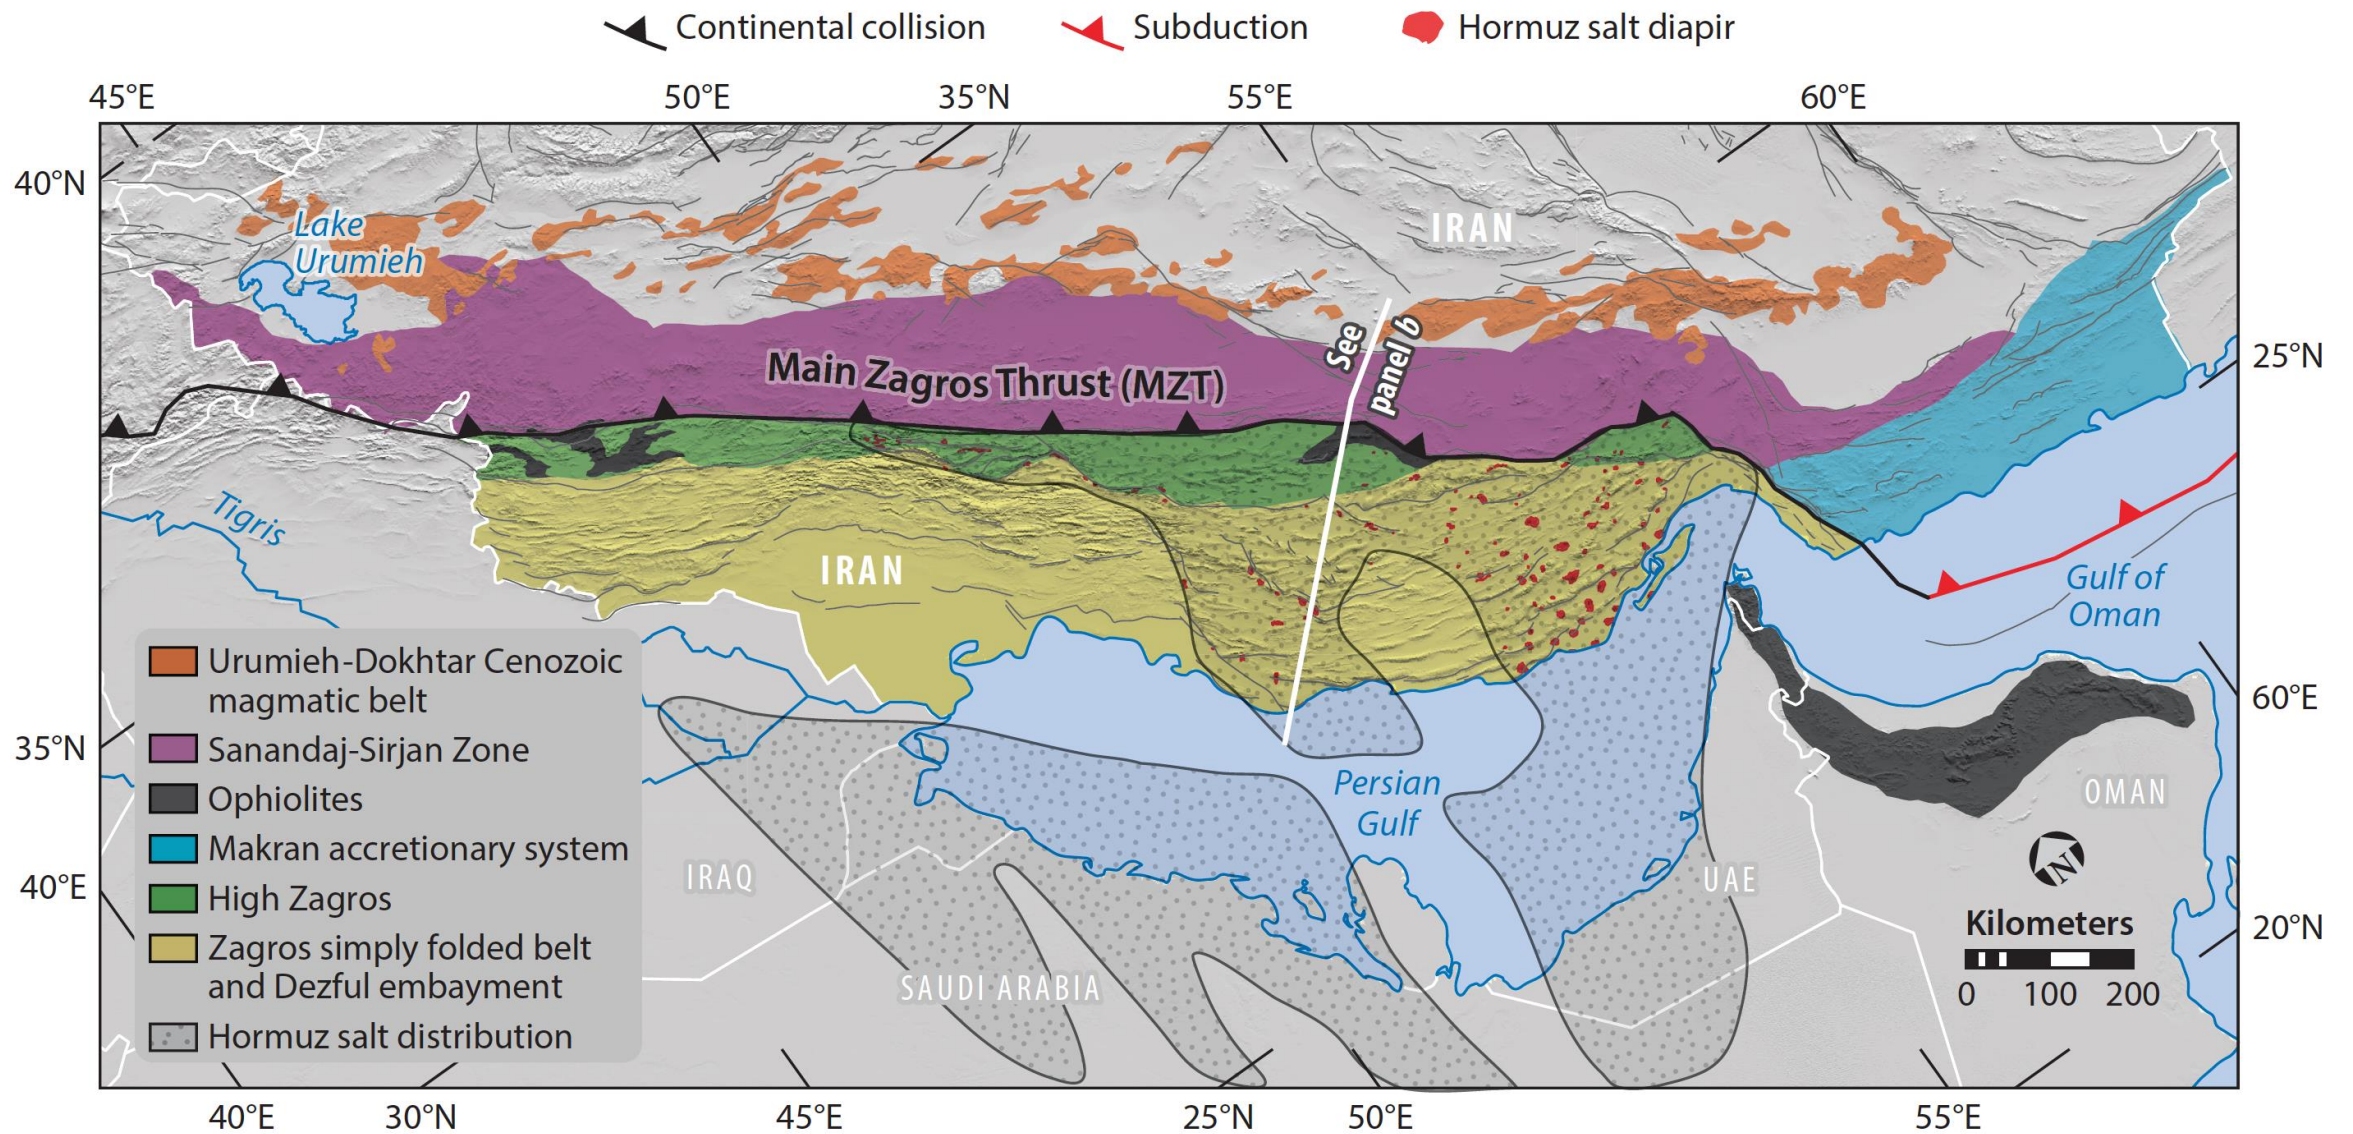 Continental collision
Subduction
Hormuz salt diapir
45°E
50°E
35°N
55°E
60°E
40°N
IRAN
Lake
Urumieh
25°N
See
panel b
Main Zagros Thrust (MZT)
Tigris
IRAN
Gulf of
Oman
60°E
35°N
40°E
Urumieh-Dokhtar Cenozoic
magmatic belt
Sanandaj-Sirjan Zone
Ophiolites
Makran accretionary system
High Zagros
Zagros simply folded belt
and Dezful embayment
Hormuz salt distribution
Persian
Gulf
OMAN
IRAQ
UAE
N
SAUDI ARABIA
Kilometers
0 100 200
20°N
40°E
30°N
45°E
25°N
50°E
55°E